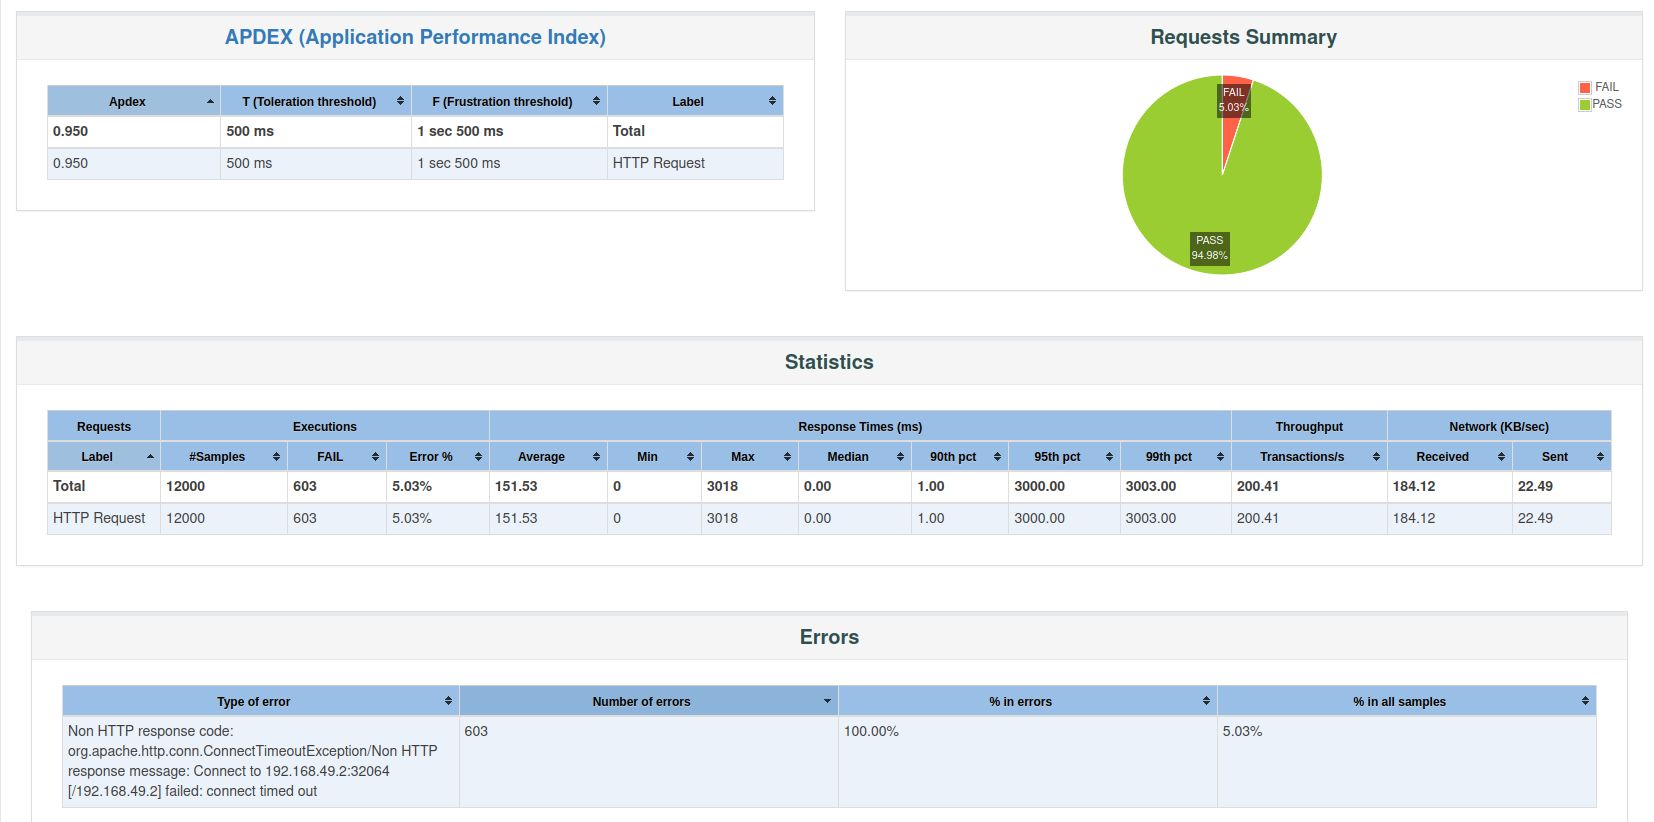 APDEX (Application Performance Index)
Apdex T (Toleration threshold) F (Frustration threshold) Label
0.950 500 ms 1 sec 500 ms Total
0.950 500 ms 1 sec 500 ms HTTP Request
Requests Summary
FAIL
5.03%
PASS
94.98%
FAIL
PASS
Statistics
Requests Executions Response Times (ms) Throughput Network (KB/sec)
Label #Samples FAIL Error % Average Min Max Median 90th pct 95th pct 99th pct Transactions/s Received Sent
Total 12000 603 5.03% 151.53 0 3018 0.00 1.00 3000.00 3003.00 200.41 184.12 22.49
HTTP Request 12000 603 5.03% 151.53 0 3018 0.00 1.00 3000.00 3003.00 200.41 184.12 22.49
Errors
Type of error Number of errors % in errors % in all samples
Non HTTP response code: 603 100.00% 5.03%
org.apache.http.conn.ConnectTimeoutException/Non HTTP
response message: Connect to 192.168.49.2:32064
[/192.168.49.2] failed: connect timed out